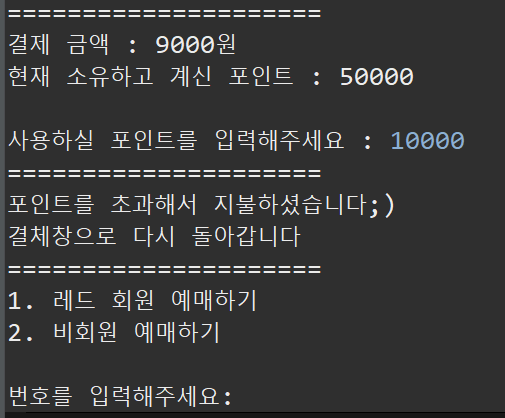 =====================
결제 금액 : 9000원
현재 소유하고 계신 포인트 : 50000
사용하실 포인트를 입력해주세요 : 10000
=====================
포인트를 초과해서 지불하셨습니다;)
결체창으로 다시 돌아갑니다
=====================
1. 레드 회원 예매하기
2. 비회원 예매하기
번호를 입력해주세요: